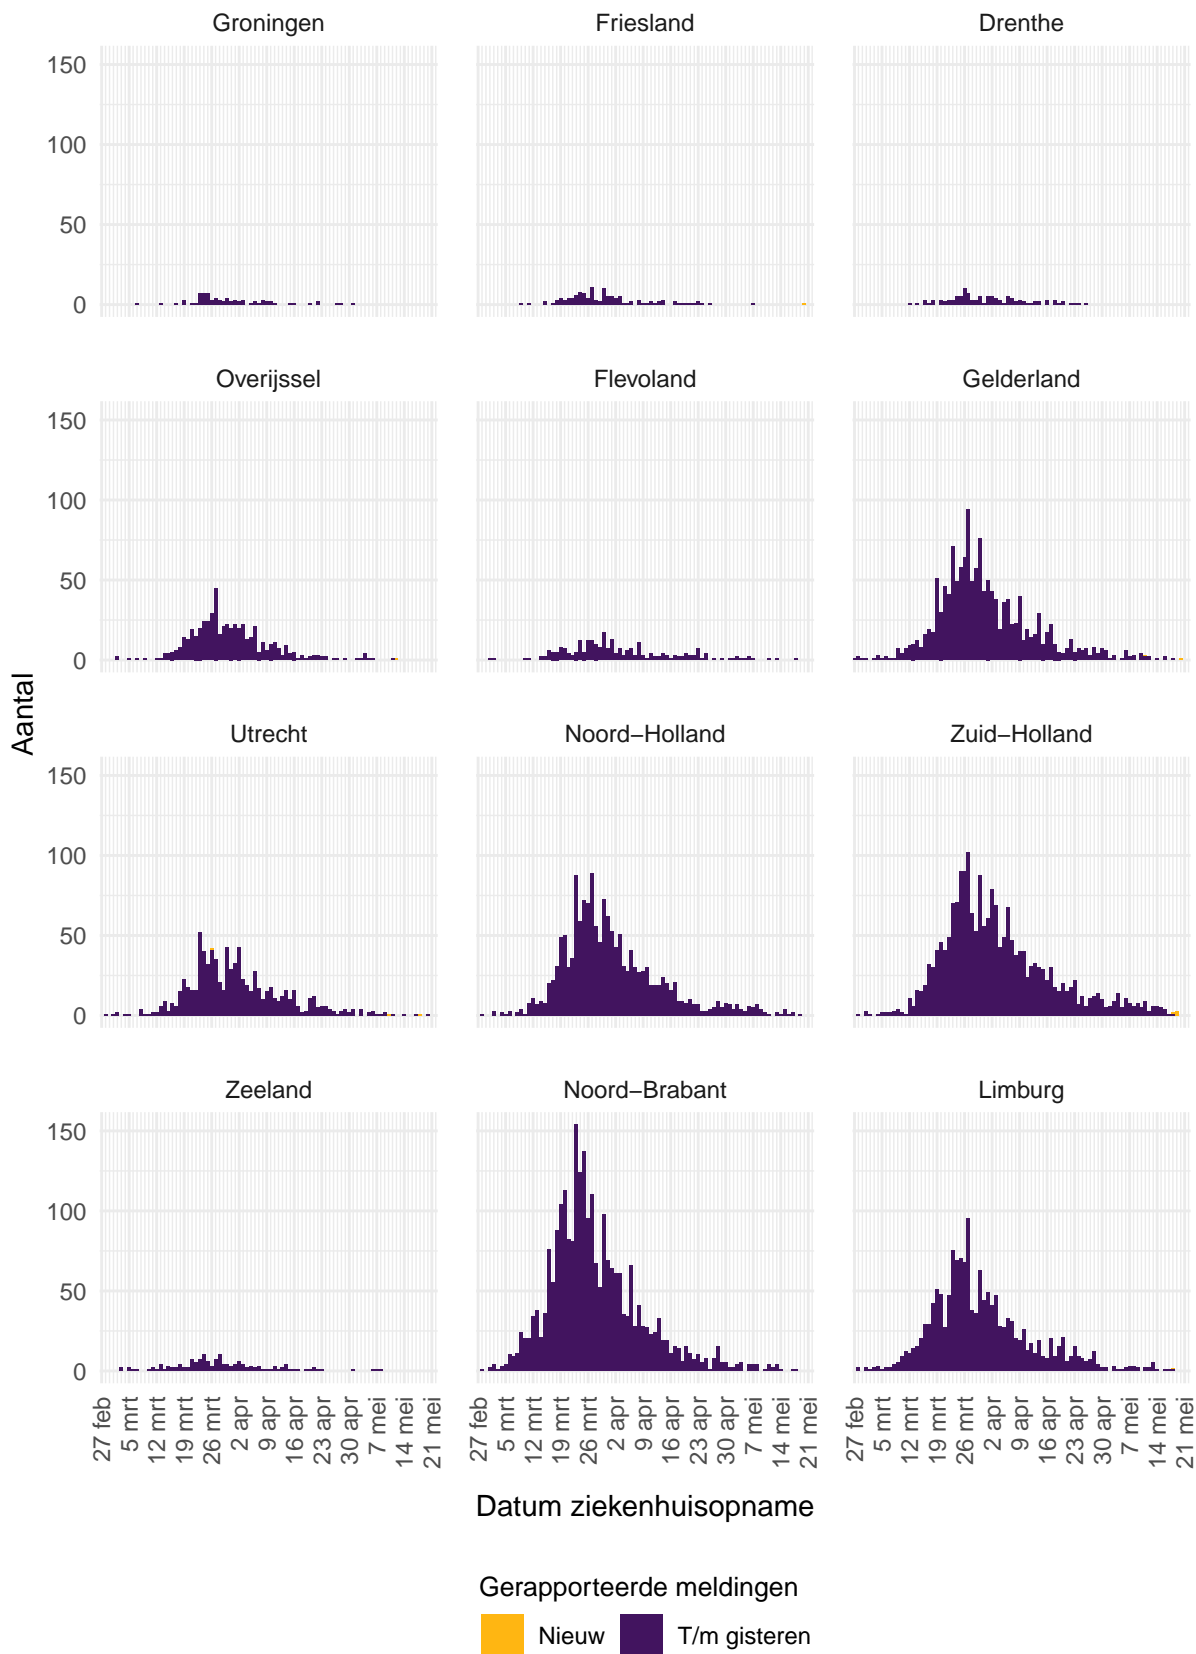 Groningen Friesland Drenthe
150
100
50
0
Overijssel Flevoland Gelderland
150
100
50
0
Aantal
Utrecht Noord−Holland Zuid−Holland
150
100
50
0
Zeeland Noord−Brabant Limburg
150
100
50
0
27 feb 5 mrt 12 mrt 19 mrt 26 mrt 2 apr 9 apr 16 apr 23 apr 30 apr 7 mei 14 mei 21 mei
27 feb 5 mrt 12 mrt 19 mrt 26 mrt 2 apr 9 apr 16 apr 23 apr 30 apr 7 mei 14 mei 21 mei
27 feb 5 mrt 12 mrt 19 mrt 26 mrt 2 apr 9 apr 16 apr 23 apr 30 apr 7 mei 14 mei 21 mei
Datum ziekenhuisopname
Gerapporteerde meldingen
Nieuw T/m gisteren